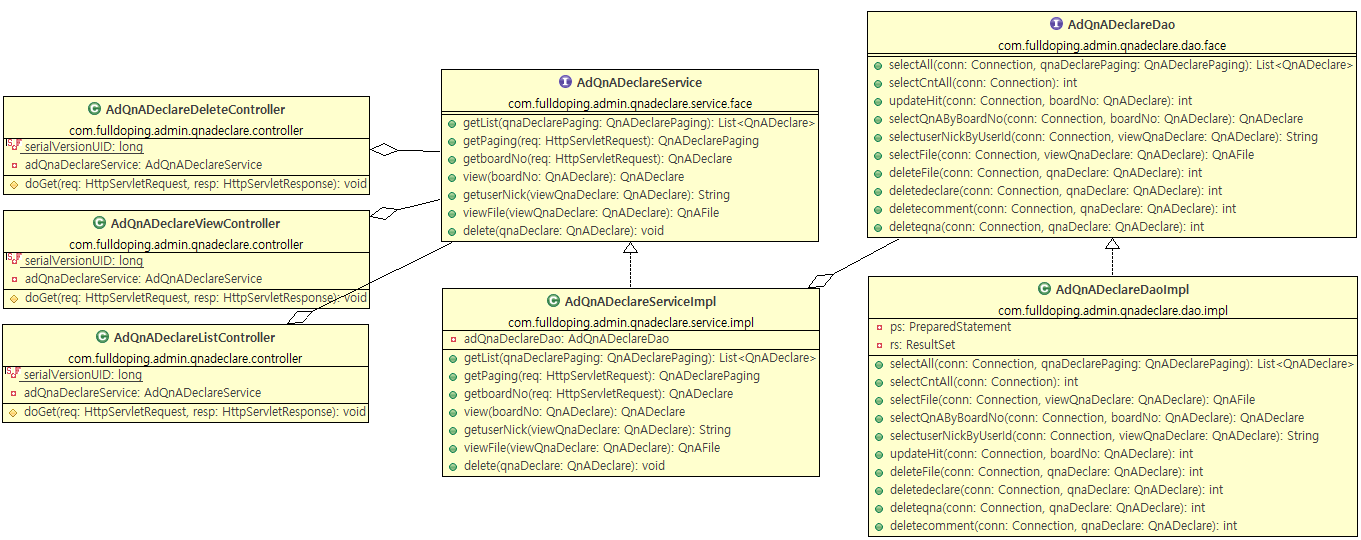 AdQnADeclareDeleteController
com.fulldoping.admin.qnadeclare.controller
serialVersionUID: long
adQnaDeclareService: AdQnADeclareService
doGet(req: HttpServletRequest, resp: HttpServletResponse): void
AdQnADeclareViewController
com.fulldoping.admin.qnadeclare.controller
serialVersionUID: long
adQnaDeclareService: AdQnADeclareService
doGet(req: HttpServletRequest, resp: HttpServletResponse): void
AdQnADeclareListController
com.fulldoping.admin.qnadeclare.controller
serialVersionUID: long
adQnaDeclareService: AdQnADeclareService
doGet(req: HttpServletRequest, resp: HttpServletResponse): void
AdQnADeclareService
com.fulldoping.admin.qnadeclare.service.face
getList(qnaDeclarePaging: QnADeclarePaging): List<QnADeclare>
getPaging(req: HttpServletRequest): QnADeclarePaging
getboardNo(req: HttpServletRequest): QnADeclare
view(boardNo: QnADeclare): QnADeclare
getuserNick(viewQnaDeclare: QnADeclare): String
viewFile(viewQnaDeclare: QnADeclare): QnAFile
delete(qnaDeclare: QnADeclare): void
AdQnADeclareServiceImpl
com.fulldoping.admin.qnadeclare.service.impl
adQnaDeclareDao: AdQnADeclareDao
getList(qnaDeclarePaging: QnADeclarePaging): List<QnADeclare>
getPaging(req: HttpServletRequest): QnADeclarePaging
getboardNo(req: HttpServletRequest): QnADeclare
view(boardNo: QnADeclare): QnADeclare
getuserNick(viewQnaDeclare: QnADeclare): String
viewFile(viewQnaDeclare: QnADeclare): QnAFile
delete(qnaDeclare: QnADeclare): void
AdQnADeclareDao
com.fulldoping.admin.qnadeclare.dao.face
selectAll(conn: Connection, qnaDeclarePaging: QnADeclarePaging): List<QnADeclare>
selectCntAll(conn: Connection): int
updateHit(conn: Connection, boardNo: QnADeclare): int
selectQnAByBoardNo(conn: Connection, boardNo: QnADeclare): QnADeclare
selectuserNickByUserId(conn: Connection, viewQnaDeclare: QnADeclare): String
selectFile(conn: Connection, viewQnaDeclare: QnADeclare): QnAFile
deleteFile(conn: Connection, qnaDeclare: QnADeclare): int
deletedeclare(conn: Connection, qnaDeclare: QnADeclare): int
deletecomment(conn: Connection, qnaDeclare: QnADeclare): int
deleteqna(conn: Connection, qnaDeclare: QnADeclare): int
AdQnADeclareDaoImpl
com.fulldoping.admin.qnadeclare.dao.impl
ps: PreparedStatement
rs: ResultSet
selectAll(conn: Connection, qnaDeclarePaging: QnADeclarePaging): List<QnADeclare>
selectCntAll(conn: Connection): int
selectFile(conn: Connection, viewQnaDeclare: QnADeclare): QnAFile
selectQnAByBoardNo(conn: Connection, boardNo: QnADeclare): QnADeclare
selectuserNickByUserId(conn: Connection, viewQnaDeclare: QnADeclare): String
updateHit(conn: Connection, boardNo: QnADeclare): int
deleteFile(conn: Connection, qnaDeclare: QnADeclare): int
deletedeclare(conn: Connection, qnaDeclare: QnADeclare): int
deleteqna(conn: Connection, qnaDeclare: QnADeclare): int
deletecomment(conn: Connection, qnaDeclare: QnADeclare): int